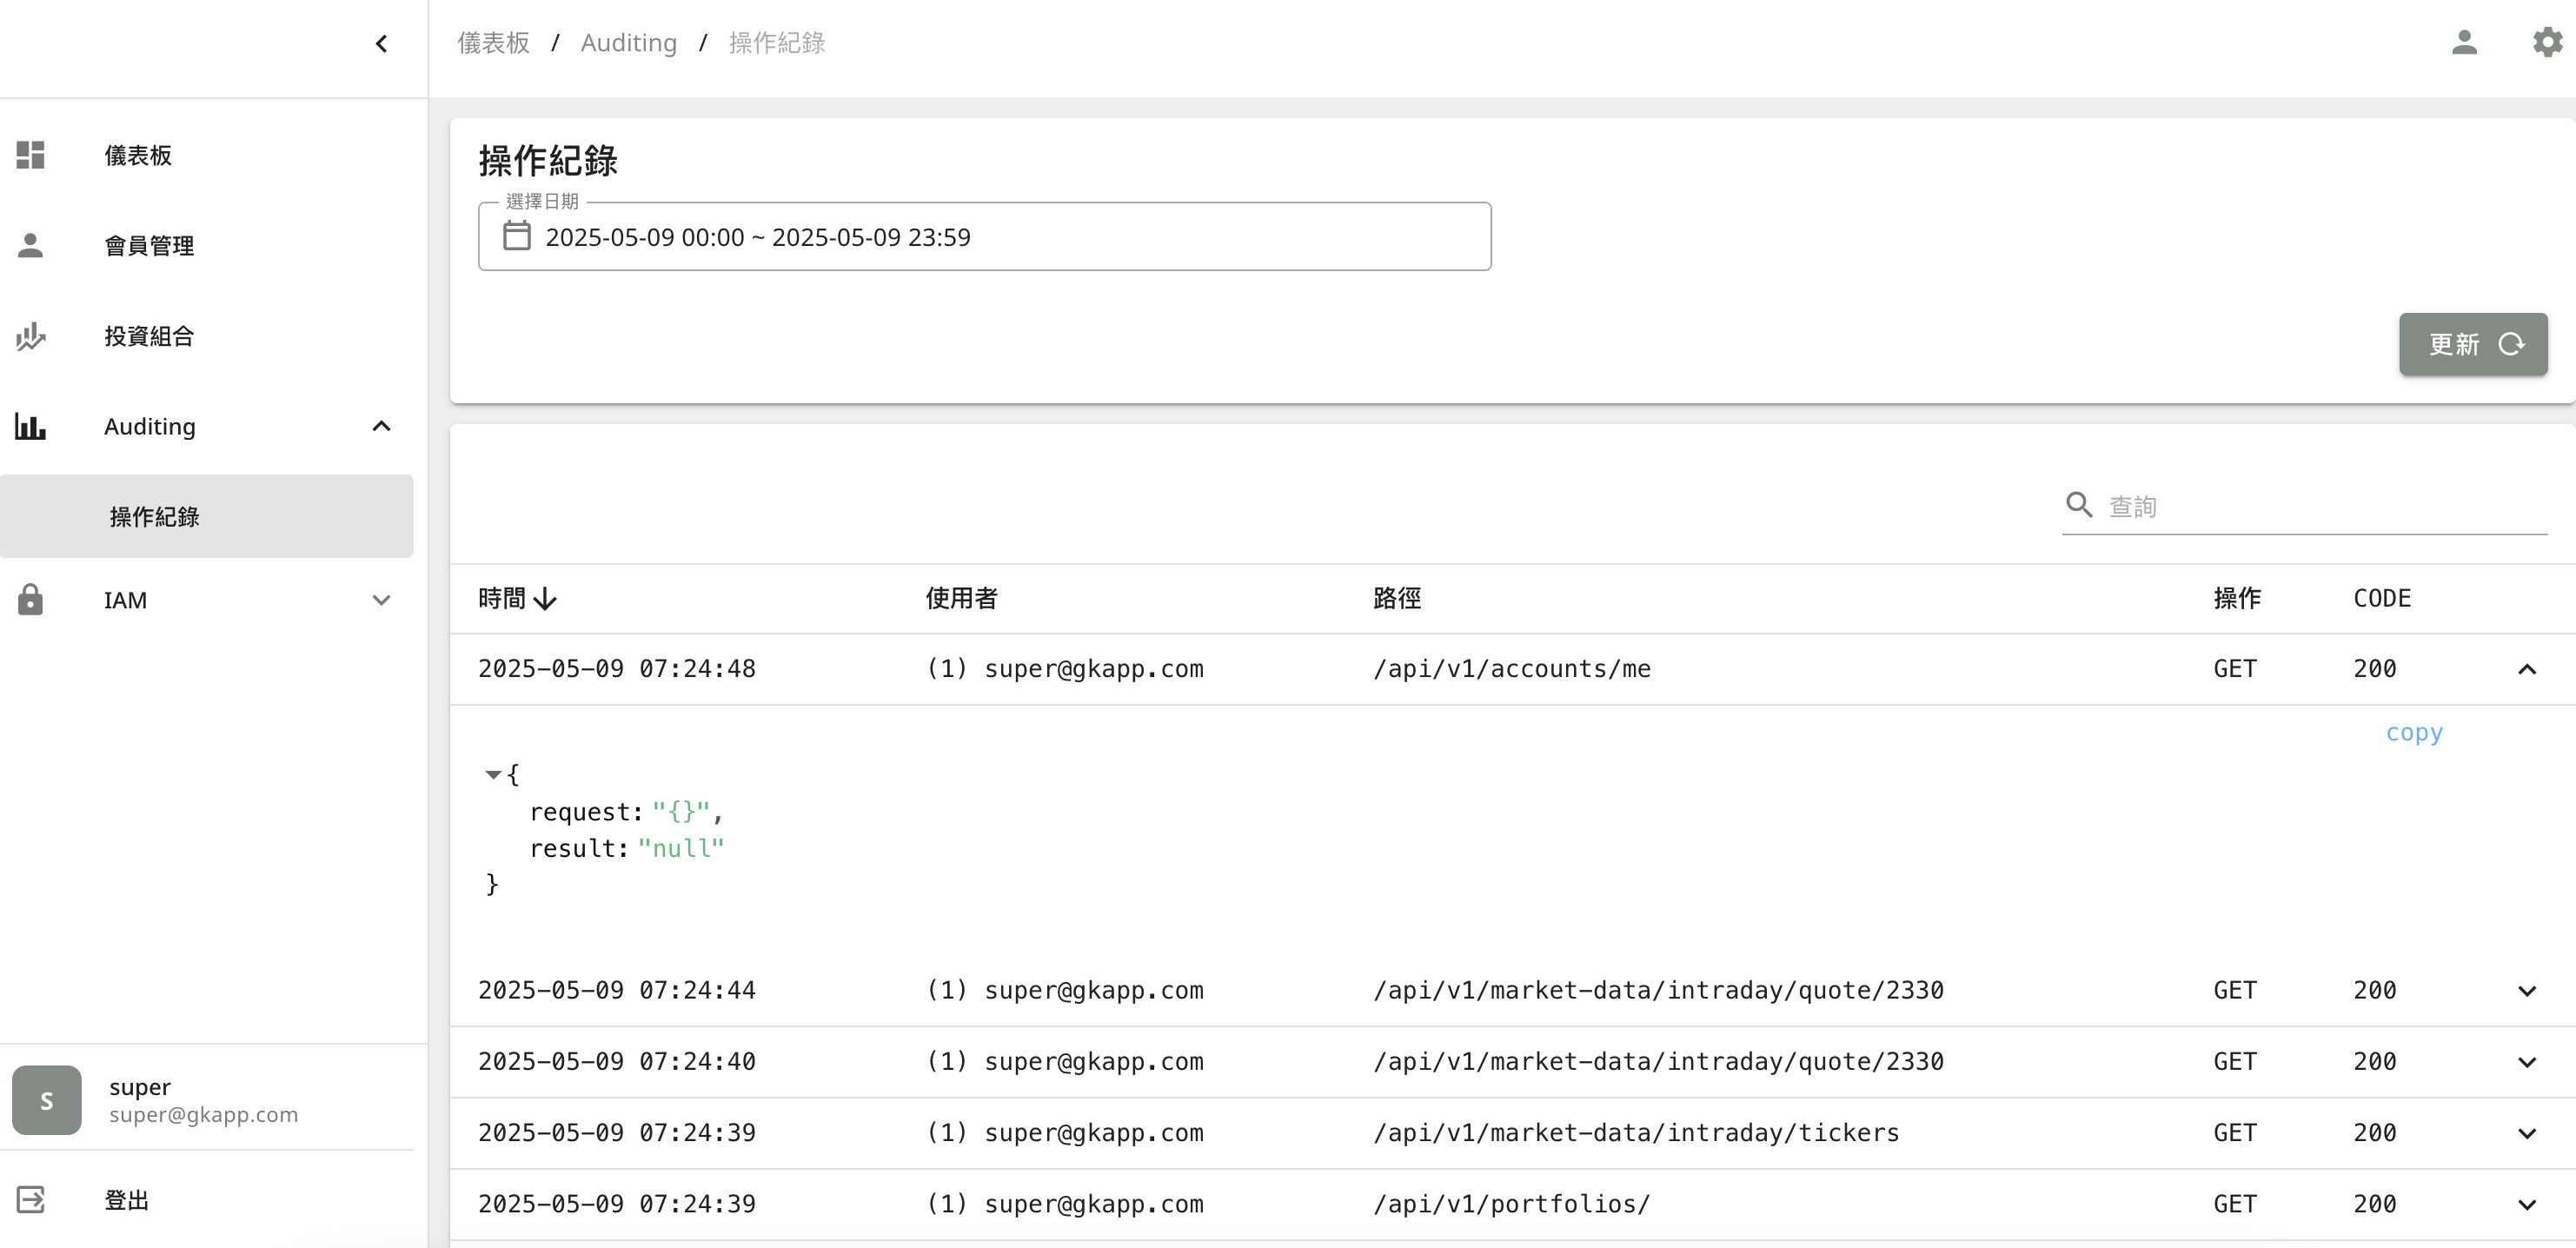 儀表板 / Auditing / 操作紀錄
儀表板
會員管理
投資組合
Auditing
操作紀錄
IAM
S
super
super@gkapp.com
登出
操作紀錄
選擇日期
2025-05-09 00:00 ~ 2025-05-09 23:59
更新
查詢
時間 使用者 路徑 操作 CODE
2025-05-09 07:24:48 (1) super@gkapp.com /api/v1/accounts/me GET 200
copy
{
request: "{}",
result: "null"
}
2025-05-09 07:24:44 (1) super@gkapp.com /api/v1/market-data/intraday/quote/2330 GET 200
2025-05-09 07:24:40 (1) super@gkapp.com /api/v1/market-data/intraday/quote/2330 GET 200
2025-05-09 07:24:39 (1) super@gkapp.com /api/v1/market-data/intraday/tickers GET 200
2025-05-09 07:24:39 (1) super@gkapp.com /api/v1/portfolios/ GET 200